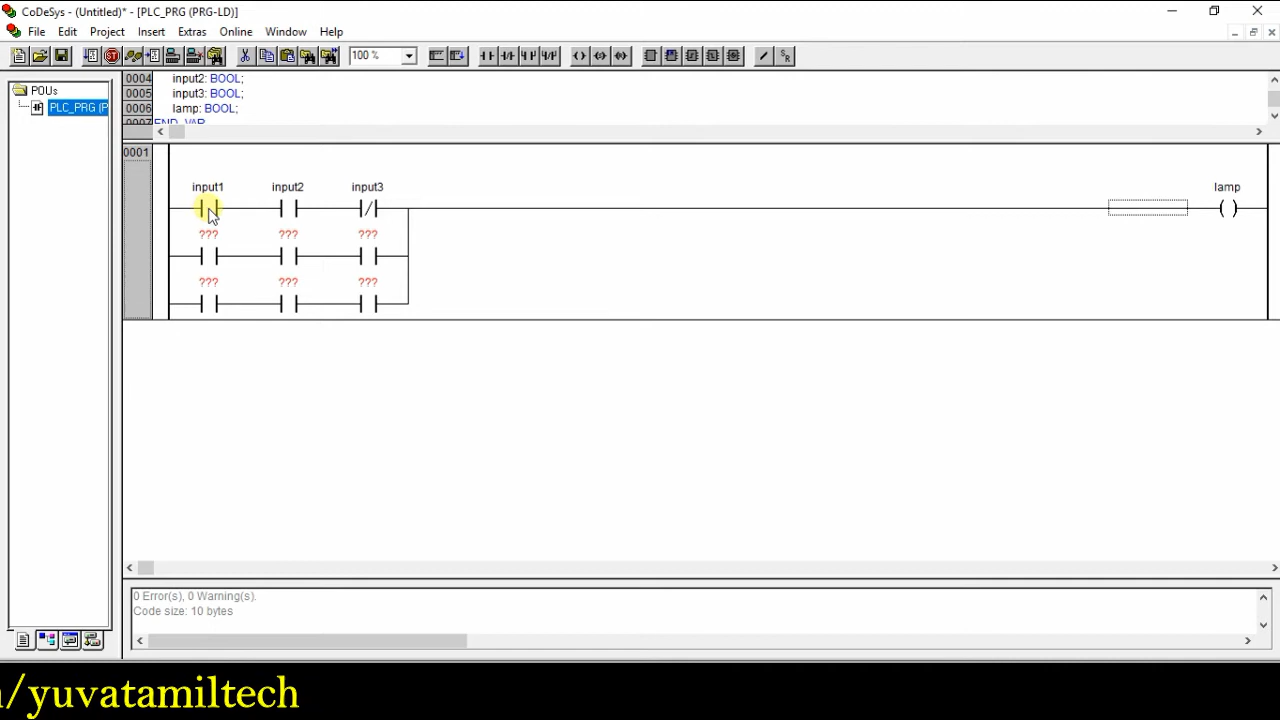 CoDeSys - (Untitled)* - [PLC_PRG (PRG-LD)]
File Edit Project Insert Extras Online Window Help
100 %
POUs
PLC_PRG (P
0004 input2: BOOL;
0005 input3: BOOL;
0006 lamp: BOOL;
0007 END_VAR
0001
input1 input2 input3 lamp
??? ??? ???
??? ??? ???
0 Error(s), 0 Warning(s).
Code size: 10 bytes
/yuvatamiltech